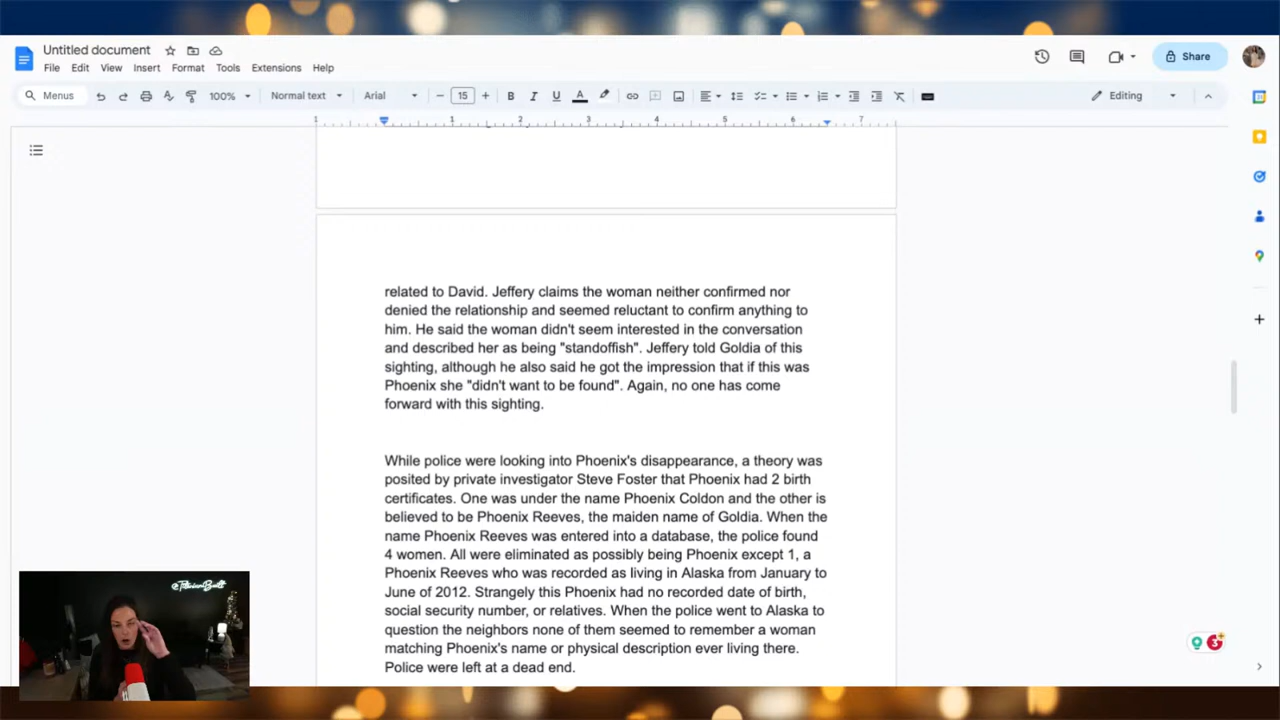 Untitled document
File Edit View Insert Format Tools Extensions Help
Share
Menus 100% Normal text Arial 15 Editing
1 1 2 3 4 5 6 7
related to David. Jeffery claims the woman neither confirmed nor
denied the relationship and seemed reluctant to confirm anything to
him. He said the woman didn't seem interested in the conversation
and described her as being "standoffish". Jeffery told Goldia of this
sighting, although he also said he got the impression that if this was
Phoenix she "didn't want to be found". Again, no one has come
forward with this sighting.
While police were looking into Phoenix's disappearance, a theory was
posited by private investigator Steve Foster that Phoenix had 2 birth
certificates. One was under the name Phoenix Coldon and the other is
believed to be Phoenix Reeves, the maiden name of Goldia. When the
name Phoenix Reeves was entered into a database, the police found
4 women. All were eliminated as possibly being Phoenix except 1, a
Phoenix Reeves who was recorded as living in Alaska from January to
June of 2012. Strangely this Phoenix had no recorded date of birth,
social security number, or relatives. When the police went to Alaska to
question the neighbors none of them seemed to remember a woman
matching Phoenix's name or physical description ever living there.
Police were left at a dead end.